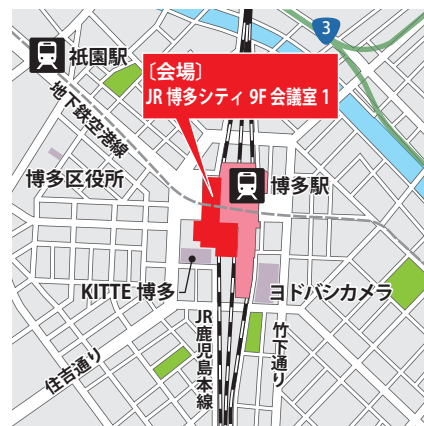 3
祇園駅
〔会場〕
JR 博多シティ 9F 会議室 1
地下鉄空港線
博多区役所
博多駅
KITTE 博多
ヨドバシカメラ
JR鹿児島本線
竹下通り
住吉通り